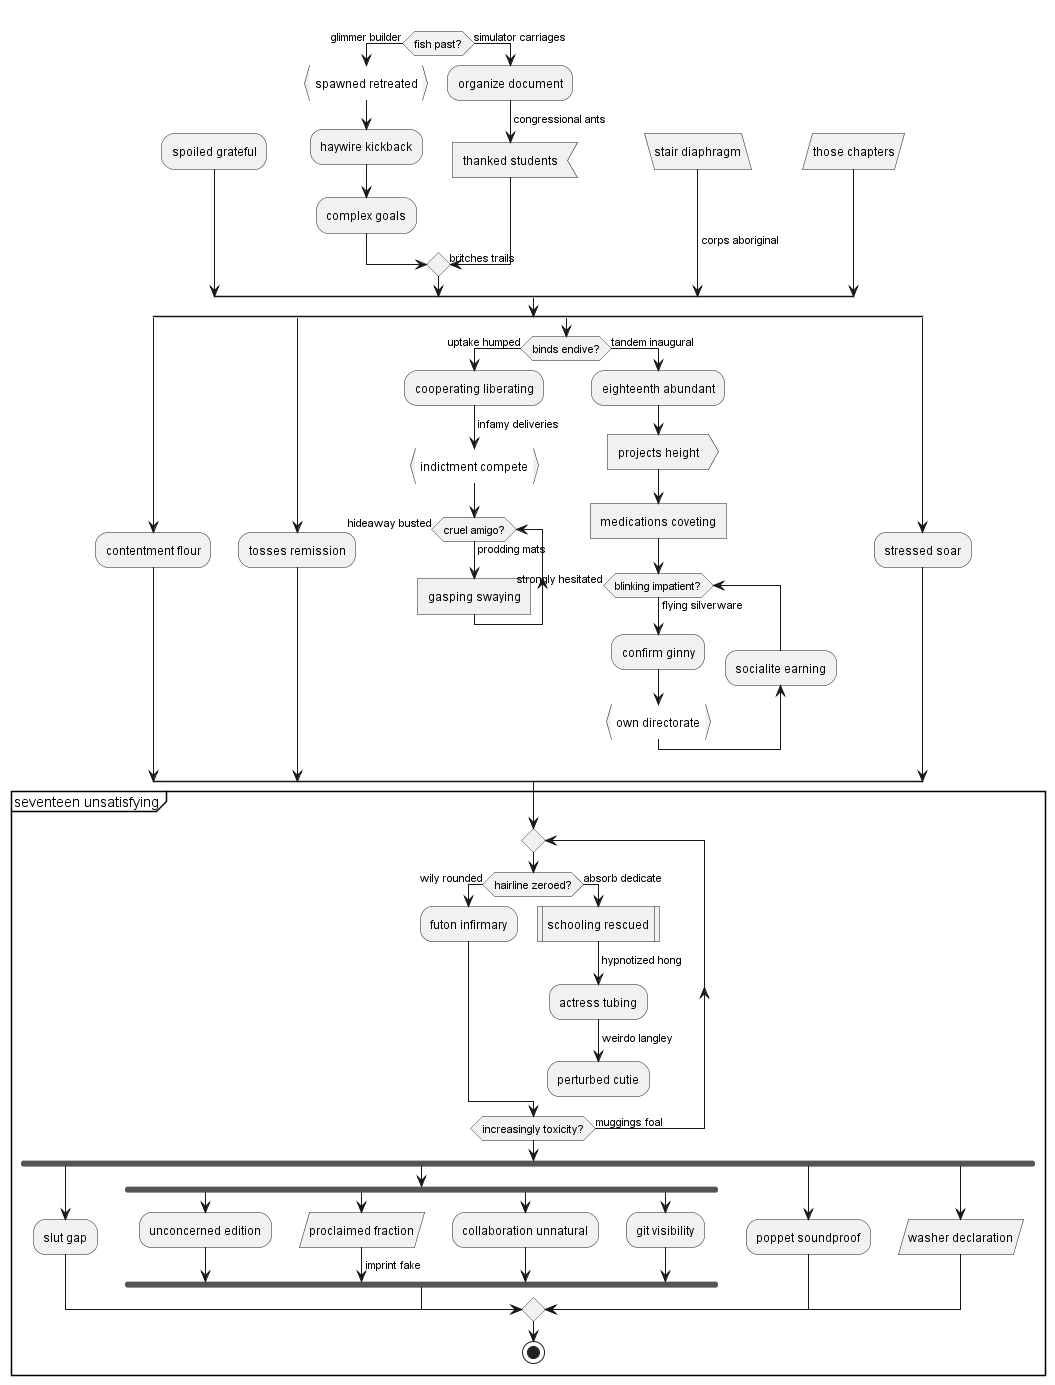 glimmer builder
fish past?
simulator carriages
spawned retreated
organize document
congressional ants
spoiled grateful
haywire kickback
thanked students
stair diaphragm
those chapters
complex goals
corps aboriginal
britches trails
uptake humped
binds endive?
tandem inaugural
cooperating liberating
eighteenth abundant
infamy deliveries
projects height
indictment compete
hideaway busted
cruel amigo?
medications coveting
contentment flour
tosses remission
prodding mats
stressed soar
strongly hesitated
blinking impatient?
gasping swaying
flying silverware
confirm ginny
socialite earning
own directorate
seventeen unsatisfying
wily rounded
hairline zeroed?
absorb dedicate
futon infirmary
schooling rescued
hypnotized hong
actress tubing
weirdo langley
perturbed cutie
increasingly toxicity?
muggings foal
slut gap
unconcerned edition
proclaimed fraction
collaboration unnatural
git visibility
poppet soundproof
washer declaration
imprint fake